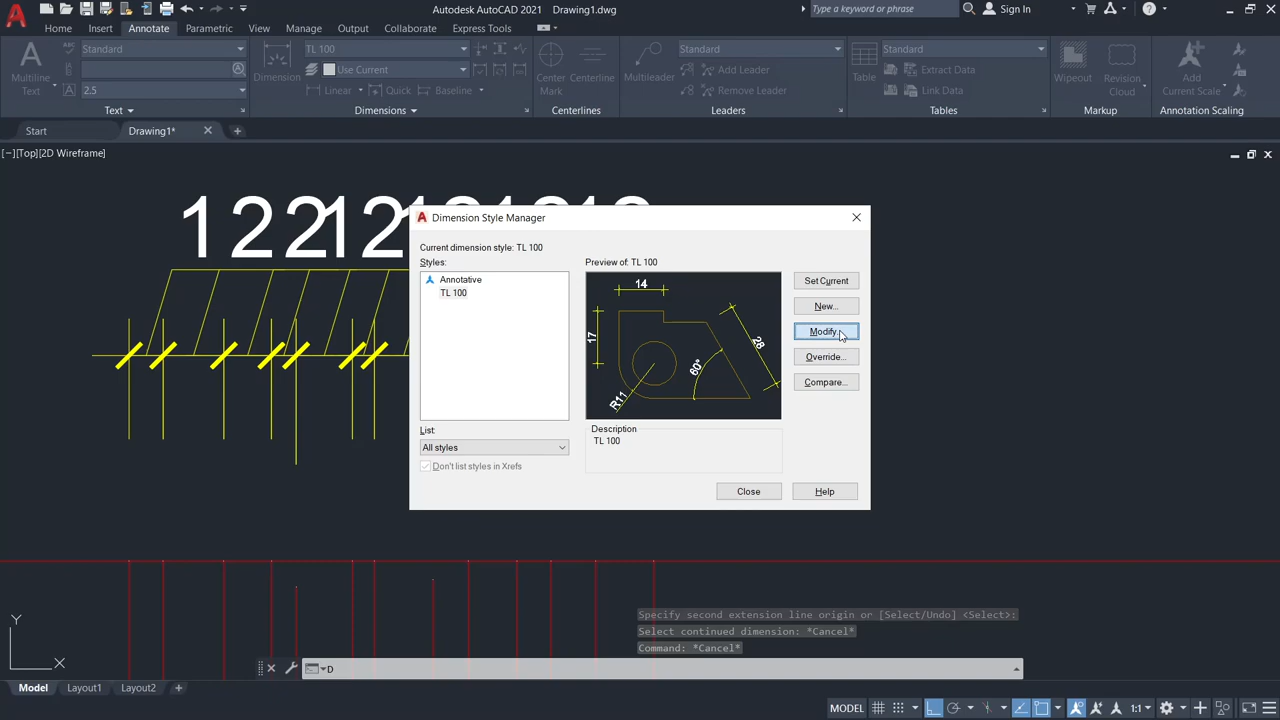 Autodesk AutoCAD 2021 Drawing1.dwg
Type a keyword or phrase
Sign In
Home Insert Annotate Parametric View Manage Output Collaborate Express Tools
Standard TL 100 Standard Standard
Use Current
Multiline
Text
Dimension
Center
Mark
Centerline
Multileader
Add Leader
Table
Extract Data
Wipeout
Revision
Cloud
Add
Current Scale
2.5
Linear Quick Baseline
Remove Leader
Link Data
Text Dimensions Centerlines Leaders Tables Markup Annotation Scaling
Start Drawing1*
[−][Top][2D Wireframe]
Dimension Style Manager
Current dimension style: TL 100
Styles:
Preview of: TL 100
Annotative
TL 100
14
17
28
60°
R11
Set Current
New...
Modify...
Override...
Compare...
List:
All styles
Don't list styles in Xrefs
Description
TL 100
Close Help
Specify second extension line origin or [Select/Undo] <Select>:
Select continued dimension: *Cancel*
Command: *Cancel*
D
Y
X
Model Layout1 Layout2
MODEL 1:1